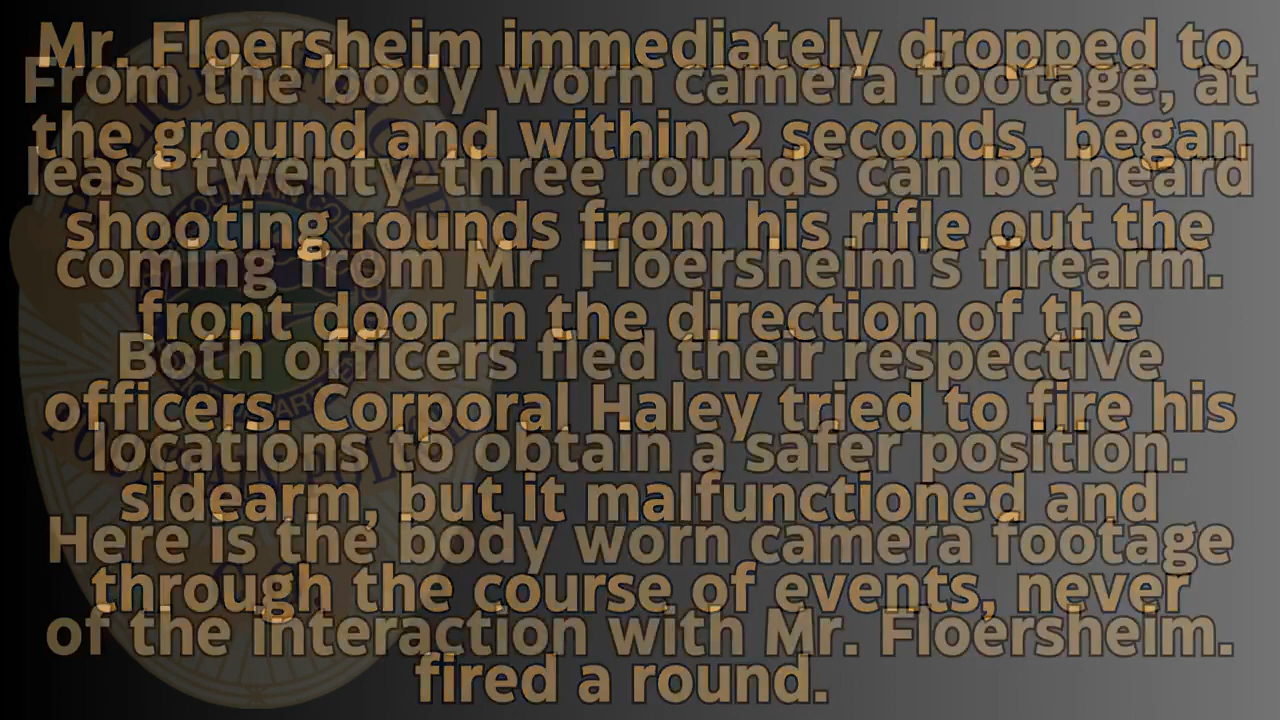 Mr. Floersheim immediately dropped to
the ground and within 2 seconds, began
shooting rounds from his rifle out the
front door in the direction of the
officers. Corporal Haley tried to fire his
sidearm, but it malfunctioned and
through the course of events, never
fired a round.
From the body worn camera footage, at
least twenty-three rounds can be heard
coming from Mr. Floersheim's firearm.
Both officers fled their respective
locations to obtain a safer position.
Here is the body worn camera footage
of the interaction with Mr. Floersheim.